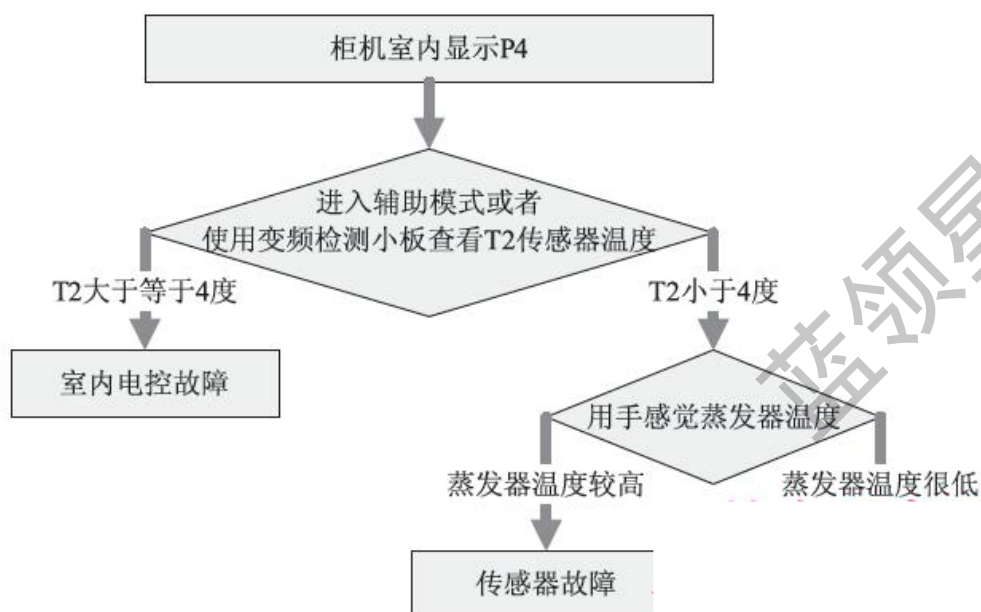 柜机室内显示P4
进入辅助模式或者
使用变频检测小板查看T2传感器温度
T2大于等于4度
T2小于4度
室内电控故障
用手感觉蒸发器温度
蒸发器温度较高
蒸发器温度很低
传感器故障
蓝领星